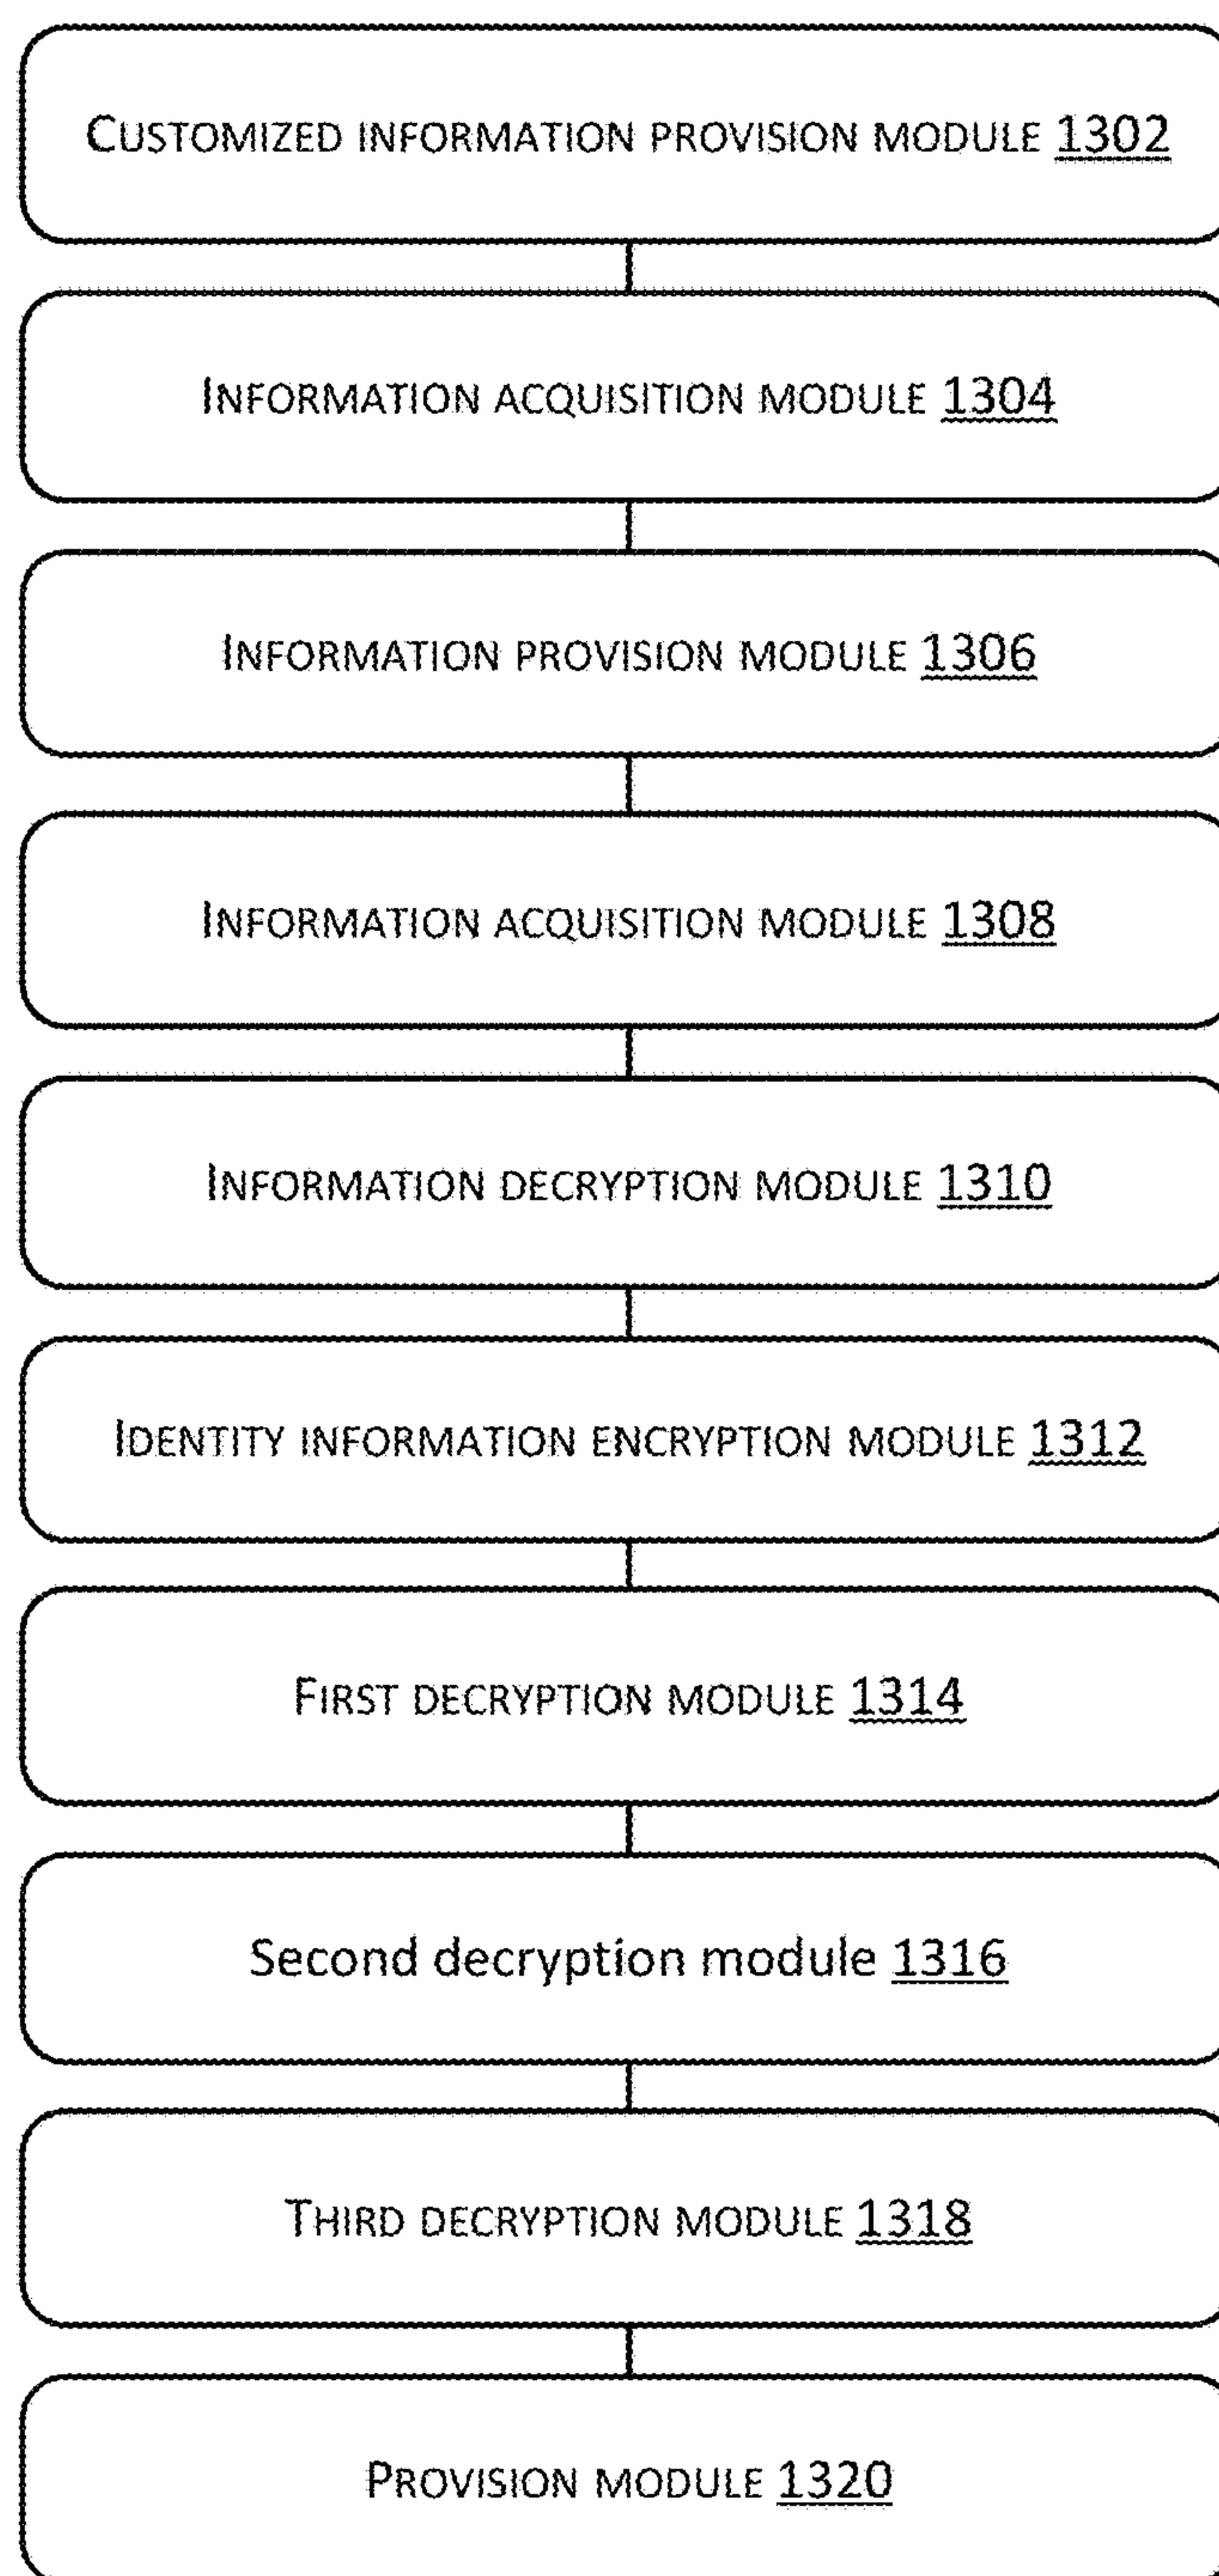 CUSTOMIZED INFORMATION PROVISION MODULE 1302
INFORMATION ACQUISITION MODULE 1304
INFORMATION PROVISION MODULE 1306
INFORMATION ACQUISITION MODULE 1308
INFORMATION DECRYPTION MODULE 1310
IDENTITY INFORMATION ENCRYPTION MODULE 1312
FIRST DECRYPTION MODULE 1314
Second decryption module 1316
THIRD DECRYPTION MODULE 1318
PROVISION MODULE 1320